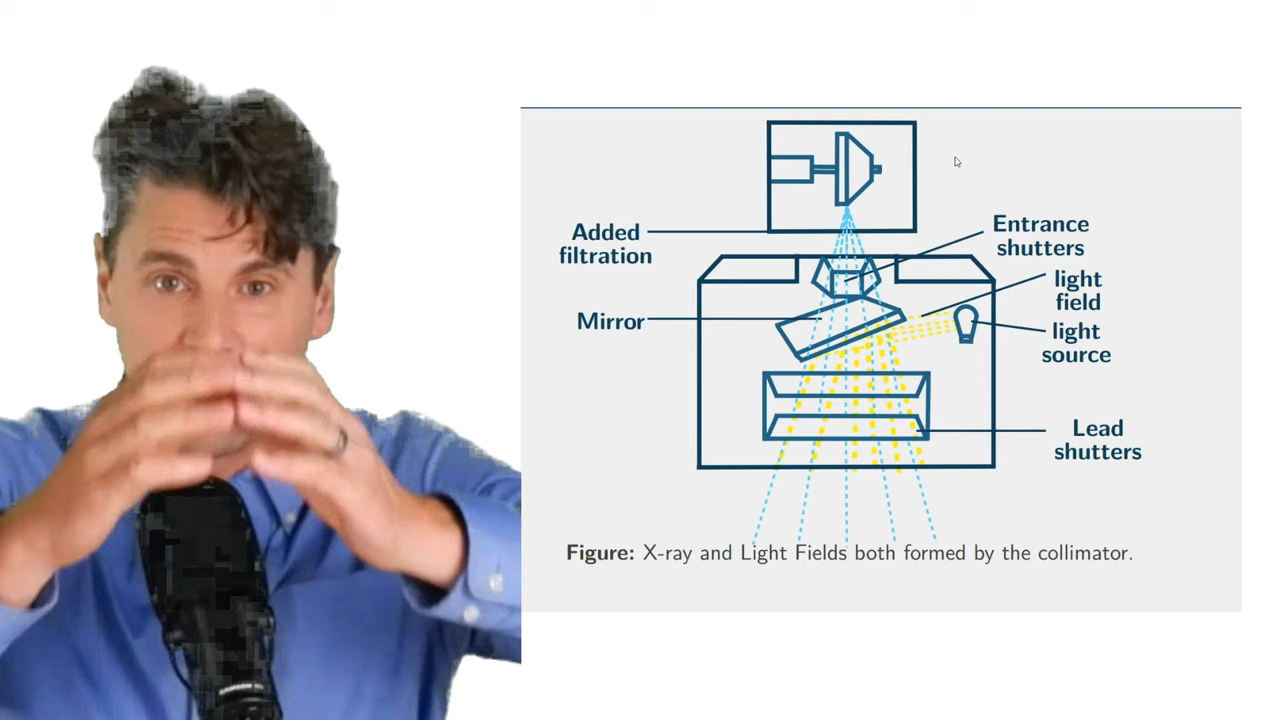 Added
filtration
Entrance
shutters
light
field
Mirror
light
source
Lead
shutters
Figure: X-ray and Light Fields both formed by the collimator.